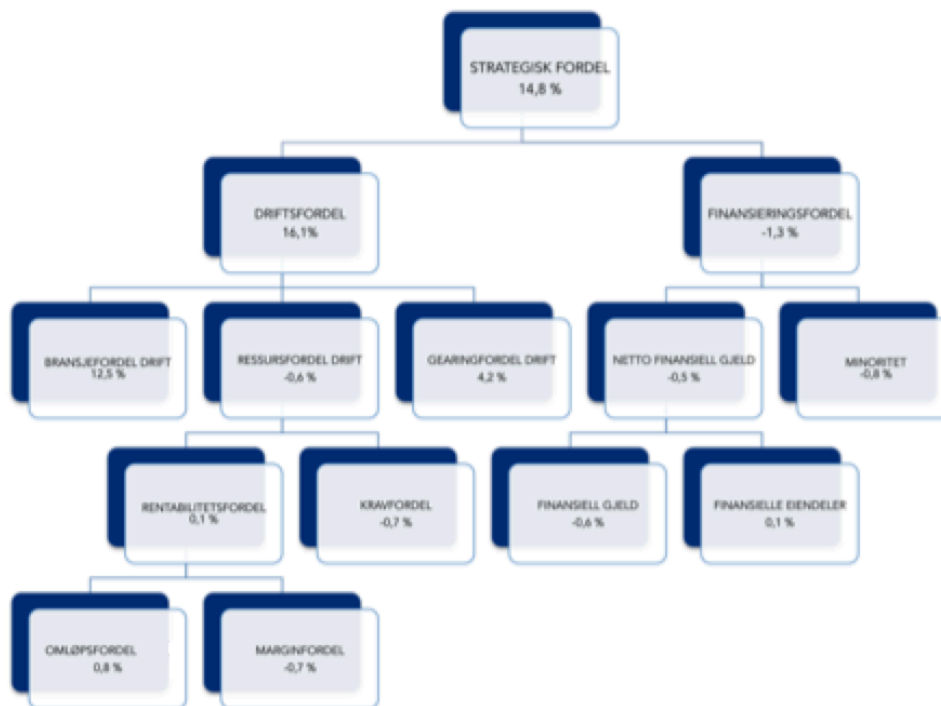 STRATEGISK FORDEL
14,8 %
DRIFTSFORDEL
16,1%
FINANSIERINGSFORDEL
-1,3 %
BRANSJEFORDEL DRIFT
12,5 %
RESSURSFORDEL DRIFT
-0,6 %
GEARINGFORDEL DRIFT
4,2 %
NETTO FINANSIELL GJELD
-0,5 %
MINORITET
-0,8 %
RENTABILITETSFORDEL
0,1 %
KRAVFORDEL
-0,7 %
FINANSIELL GJELD
-0,6 %
FINANSIELLE EIENDELER
0,1 %
OMLØPSFORDEL
0,8 %
MARGINFORDEL
-0,7 %